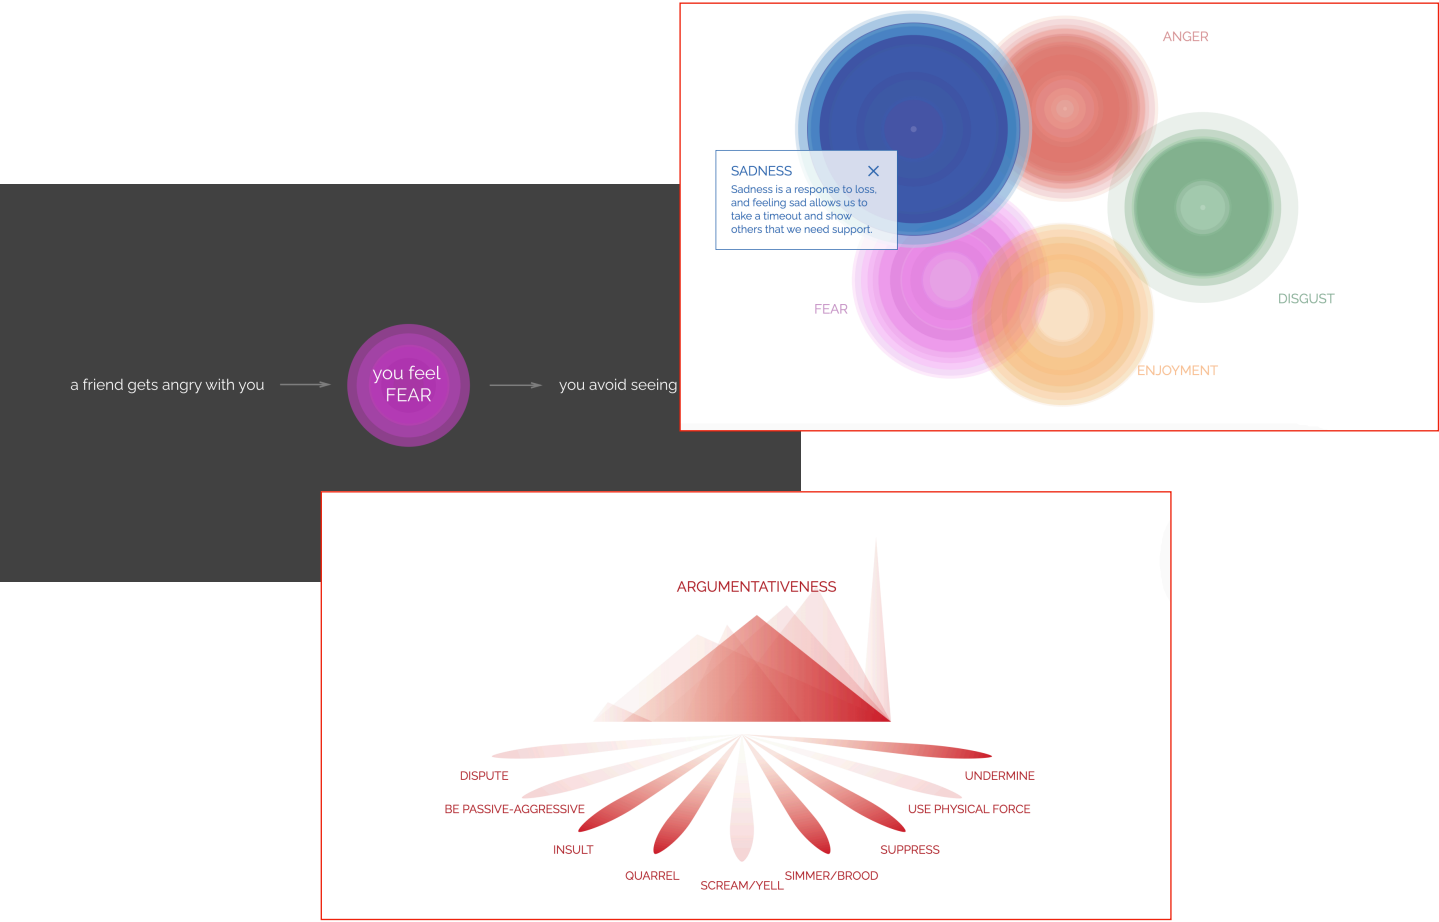 ANGER
SADNESS
Sadness is a response to loss,
and feeling sad allows us to
take a timeout and show
others that we need support.
FEAR
DISGUST
ENJOYMENT
a friend gets angry with you
you feel
FEAR
you avoid seeing
ARGUMENTATIVENESS
DISPUTE
UNDERMINE
BE PASSIVE-AGGRESSIVE
USE PHYSICAL FORCE
INSULT
SUPPRESS
QUARREL
SIMMER/BROOD
SCREAM/YELL